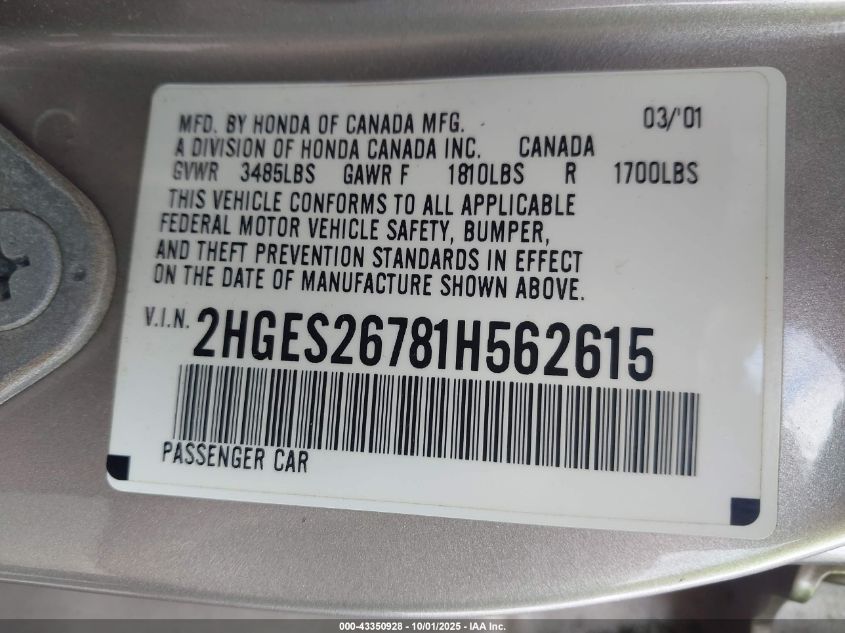 MFD. BY HONDA OF CANADA MFG. 03/'01
A DIVISION OF HONDA CANADA INC. CANADA
GVWR 3485LBS GAWR F 1810LBS R 1700LBS
THIS VEHICLE CONFORMS TO ALL APPLICABLE
FEDERAL MOTOR VEHICLE SAFETY, BUMPER,
AND THEFT PREVENTION STANDARDS IN EFFECT
ON THE DATE OF MANUFACTURE SHOWN ABOVE.
V.I.N. 2HGES26781H562615
PASSENGER CAR
000-43350928 - 10/01/2025 - IAA Inc.